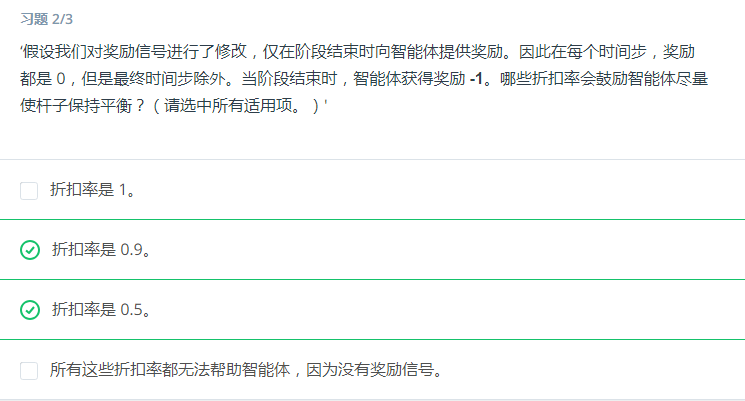 习题 2/3
'假设我们对奖励信号进行了修改，仅在阶段结束时向智能体提供奖励。因此在每个时间步，奖励
都是 0，但是最终时间步除外。当阶段结束时，智能体获得奖励 -1。哪些折扣率会鼓励智能体尽量
使杆子保持平衡？（请选中所有适用项。）'
折扣率是 1。
折扣率是 0.9。
折扣率是 0.5。
所有这些折扣率都无法帮助智能体，因为没有奖励信号。